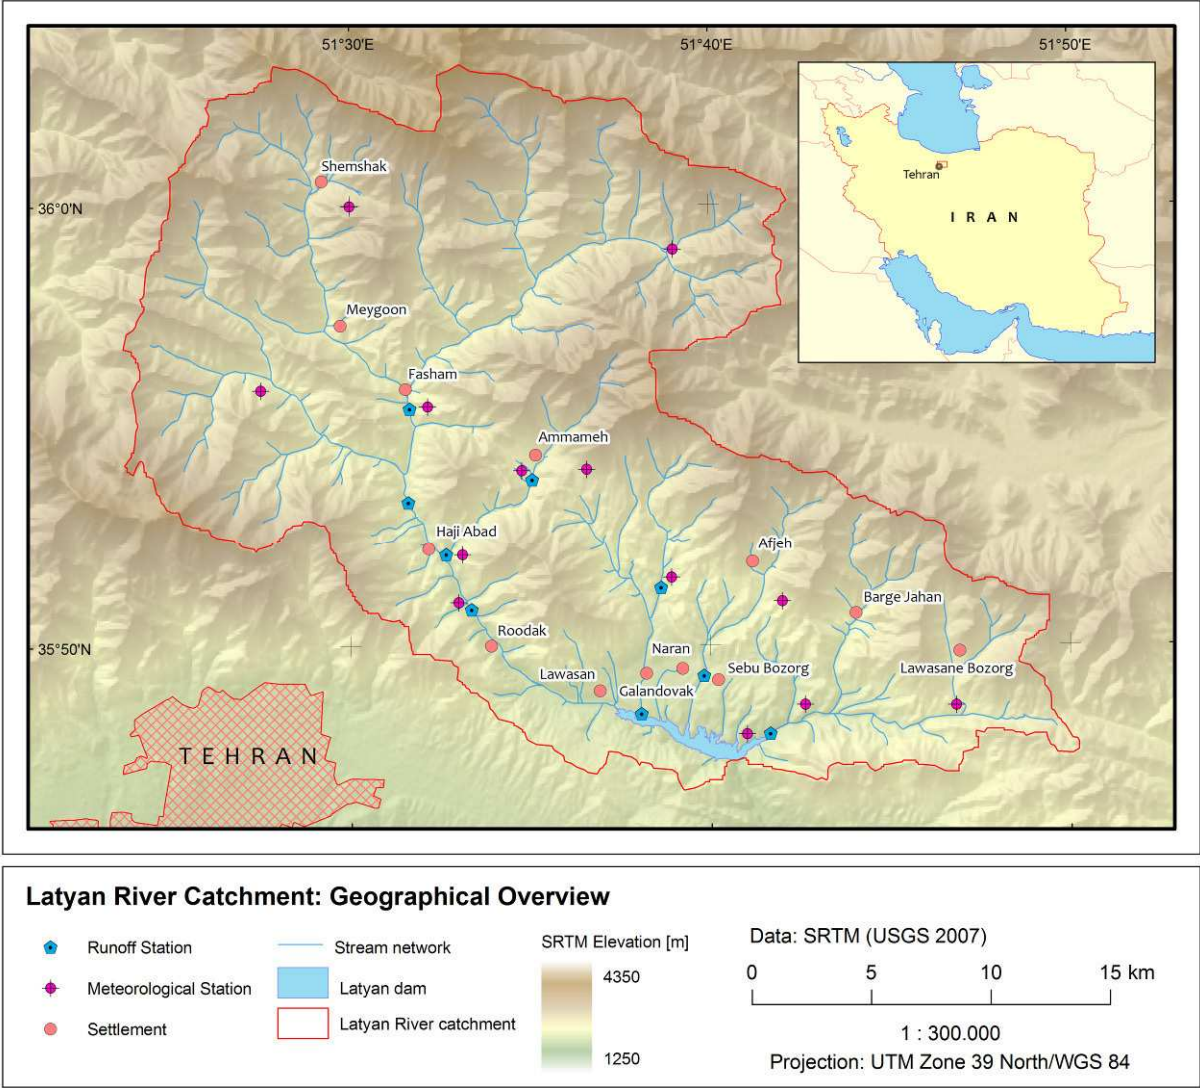 51°30'E
51°40'E
51°50'E
36°0'N
35°50'N
Tehran
I R A N
Shemshak
Meygoon
Fasham
Ammameh
Haji Abad
Afjeh
Barge Jahan
Roodak
Naran
Lawasan
Sebu Bozorg
Lawasane Bozorg
Galandovak
T E H R A N
Latyan River Catchment: Geographical Overview
Runoff Station
Meteorological Station
Settlement
Stream network
Latyan dam
Latyan River catchment
SRTM Elevation [m]
4350
1250
Data: SRTM (USGS 2007)
0 5 10 15 km
1 : 300.000
Projection: UTM Zone 39 North/WGS 84